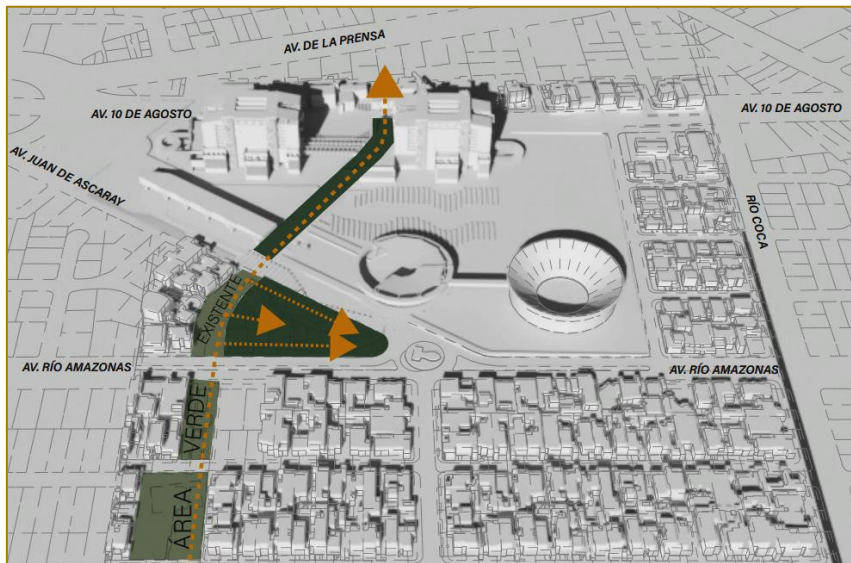 AV. DE LA PRENSA
AV. 10 DE AGOSTO
AV. 10 DE AGOSTO
AV. JUAN DE ASCARAY
RÍO COCA
EXISTENTE
AV. RÍO AMAZONAS
AV. RÍO AMAZONAS
VERDE
ÁREA